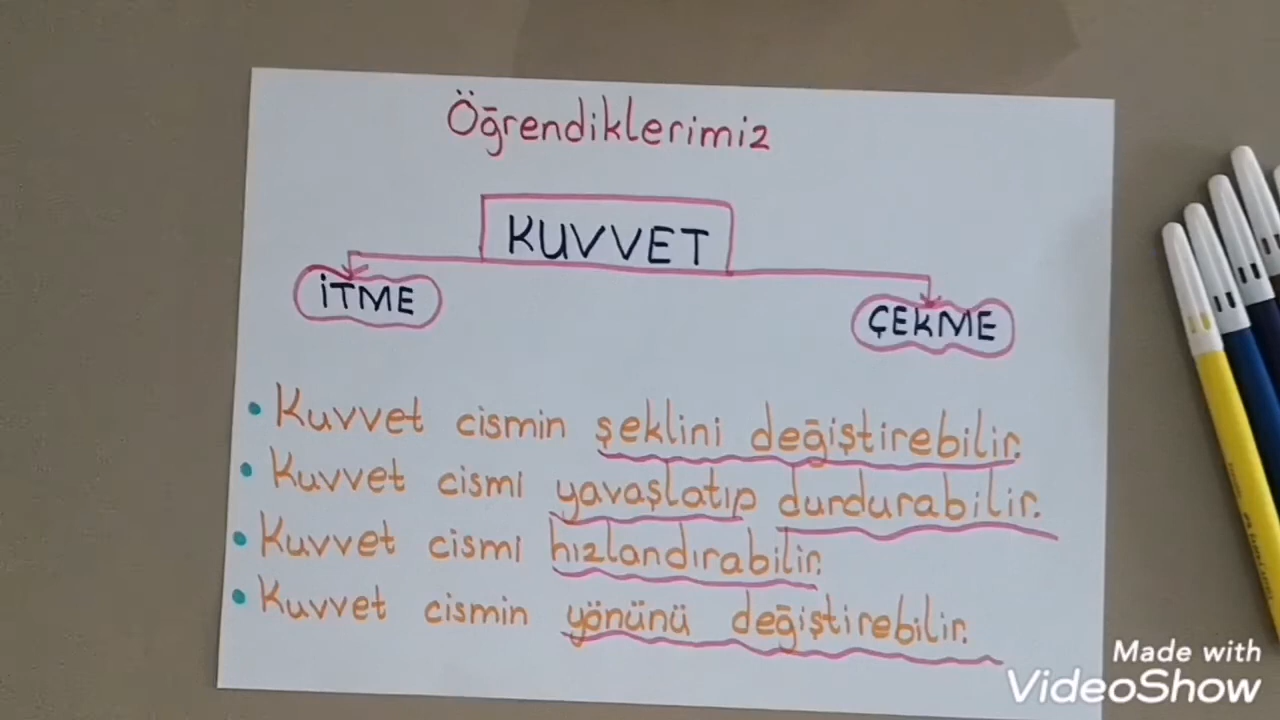 Öğrendiklerimiz
KUVVET
İTME
ÇEKME
• Kuvvet cismin şeklini değiştirebilir.
• Kuvvet cismi yavaşlatıp durdurabilir.
• Kuvvet cismi hızlandırabilir.
• Kuvvet cismin yönünü değiştirebilir.
Made with
VideoShow